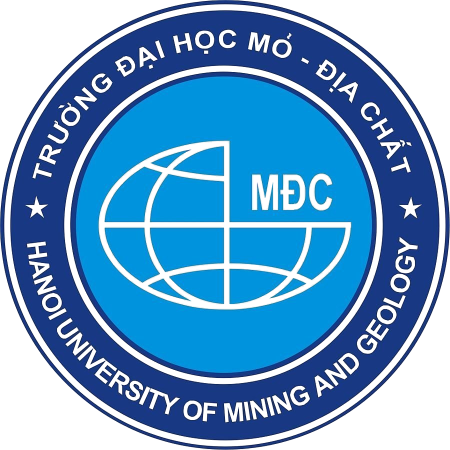 TRƯỜNG ĐẠI HỌC MỎ - ĐỊA CHẤT
MĐC
HANOI UNIVERSITY OF MINING AND GEOLOGY